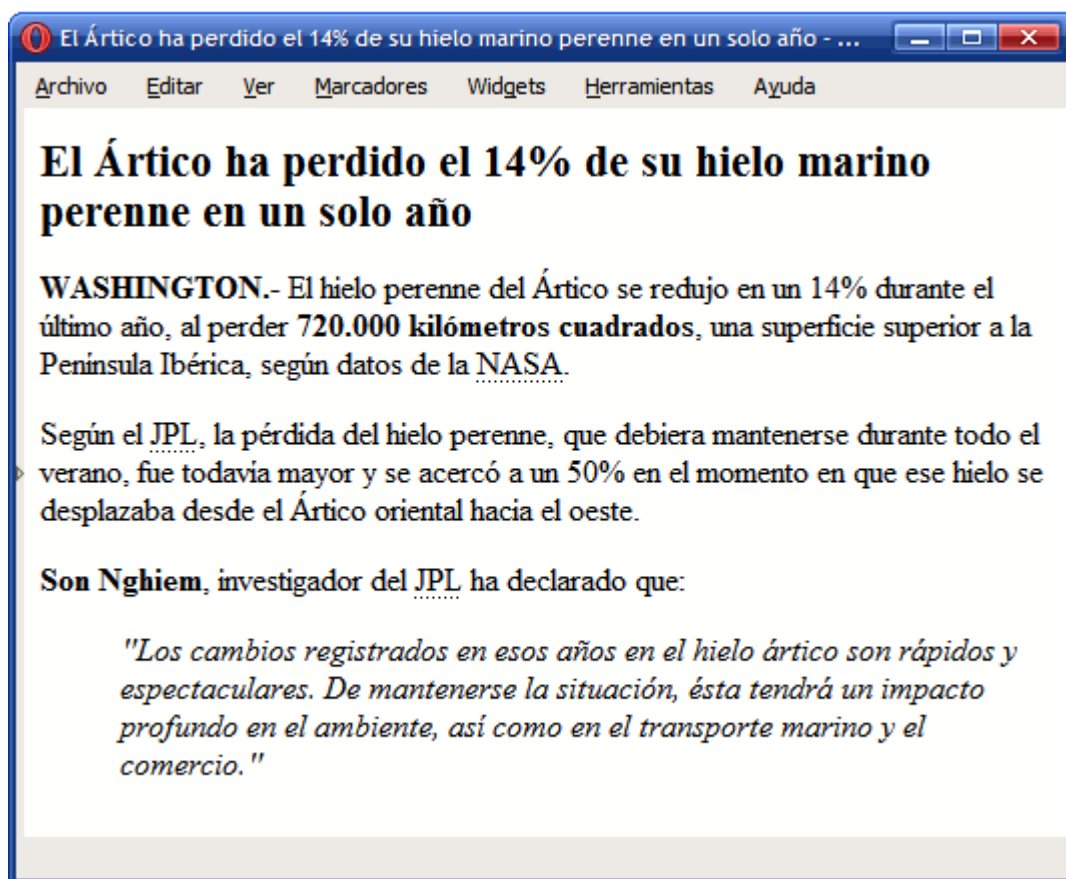 El Ártico ha perdido el 14% de su hielo marino perenne en un solo año - ...
Archivo Editar Ver Marcadores Widgets Herramientas Ayuda
El Ártico ha perdido el 14% de su hielo marino
perenne en un solo año
WASHINGTON.- El hielo perenne del Ártico se redujo en un 14% durante el
último año, al perder 720.000 kilómetros cuadrados, una superficie superior a la
Península Ibérica, según datos de la NASA.
Según el JPL, la pérdida del hielo perenne, que debiera mantenerse durante todo el
verano, fue todavía mayor y se acercó a un 50% en el momento en que ese hielo se
desplazaba desde el Ártico oriental hacia el oeste.
Son Nghiem, investigador del JPL ha declarado que:
"Los cambios registrados en esos años en el hielo ártico son rápidos y
espectaculares. De mantenerse la situación, ésta tendrá un impacto
profundo en el ambiente, así como en el transporte marino y el
comercio."